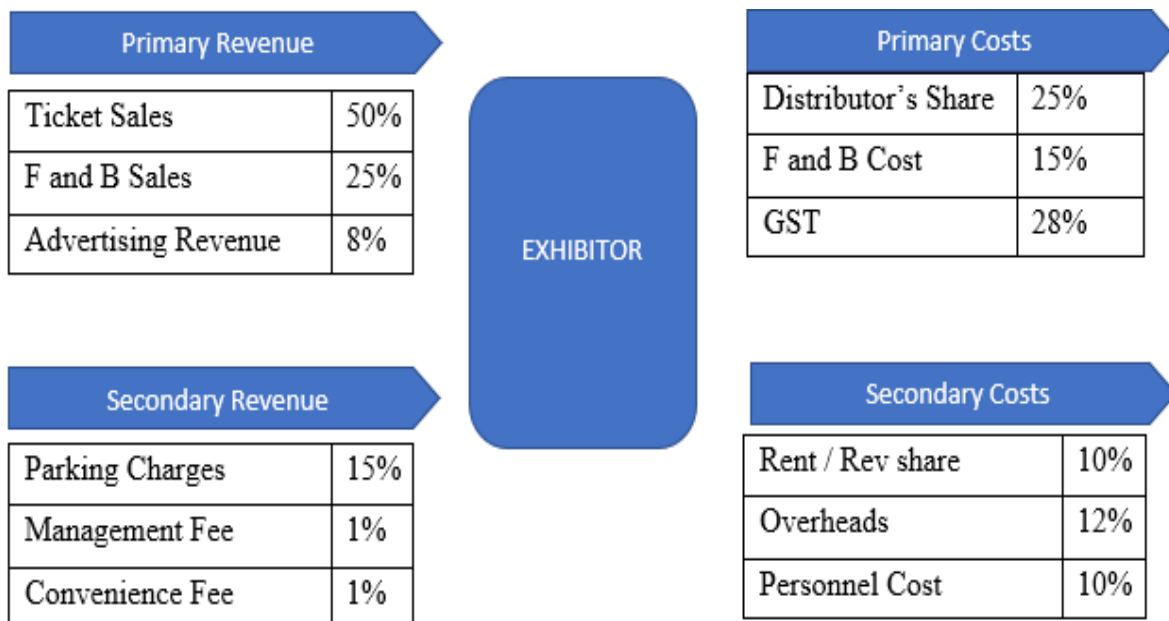 Primary Revenue
Ticket Sales 50%
F and B Sales 25%
Advertising Revenue 8%
Secondary Revenue
Parking Charges 15%
Management Fee 1%
Convenience Fee 1%
EXHIBITOR
Primary Costs
Distributor’s Share 25%
F and B Cost 15%
GST 28%
Secondary Costs
Rent / Rev share 10%
Overheads 12%
Personnel Cost 10%